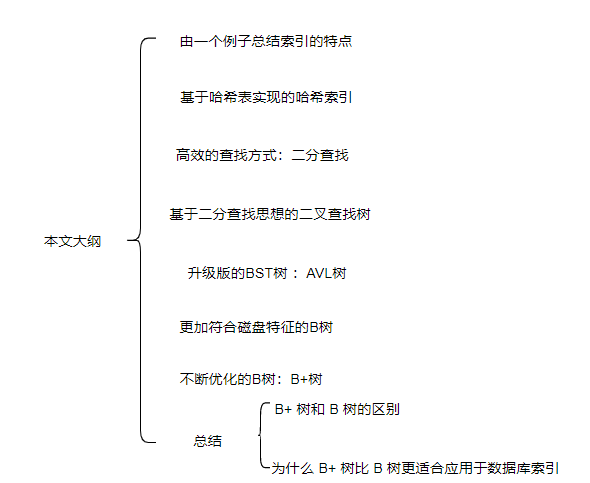 由一个例子总结索引的特点
基于哈希表实现的哈希索引
高效的查找方式：二分查找
基于二分查找思想的二叉查找树
本文大纲
升级版的BST树 ：AVL树
更加符合磁盘特征的B树
不断优化的B树：B+树
B+ 树和 B 树的区别
总结
为什么 B+ 树比 B 树更适合应用于数据库索引